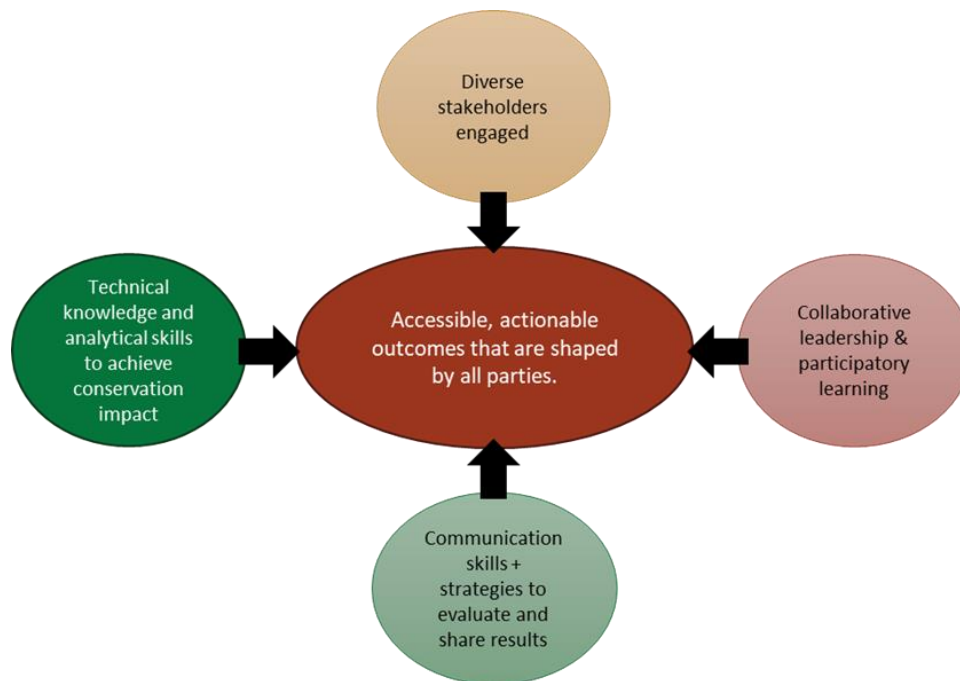 Diverse
stakeholders
engaged
Technical
knowledge and
analytical skills
to achieve
conservation
impact
Accessible, actionable
outcomes that are shaped
by all parties.
Collaborative
leadership &
participatory
learning
Communication
skills +
strategies to
evaluate and
share results